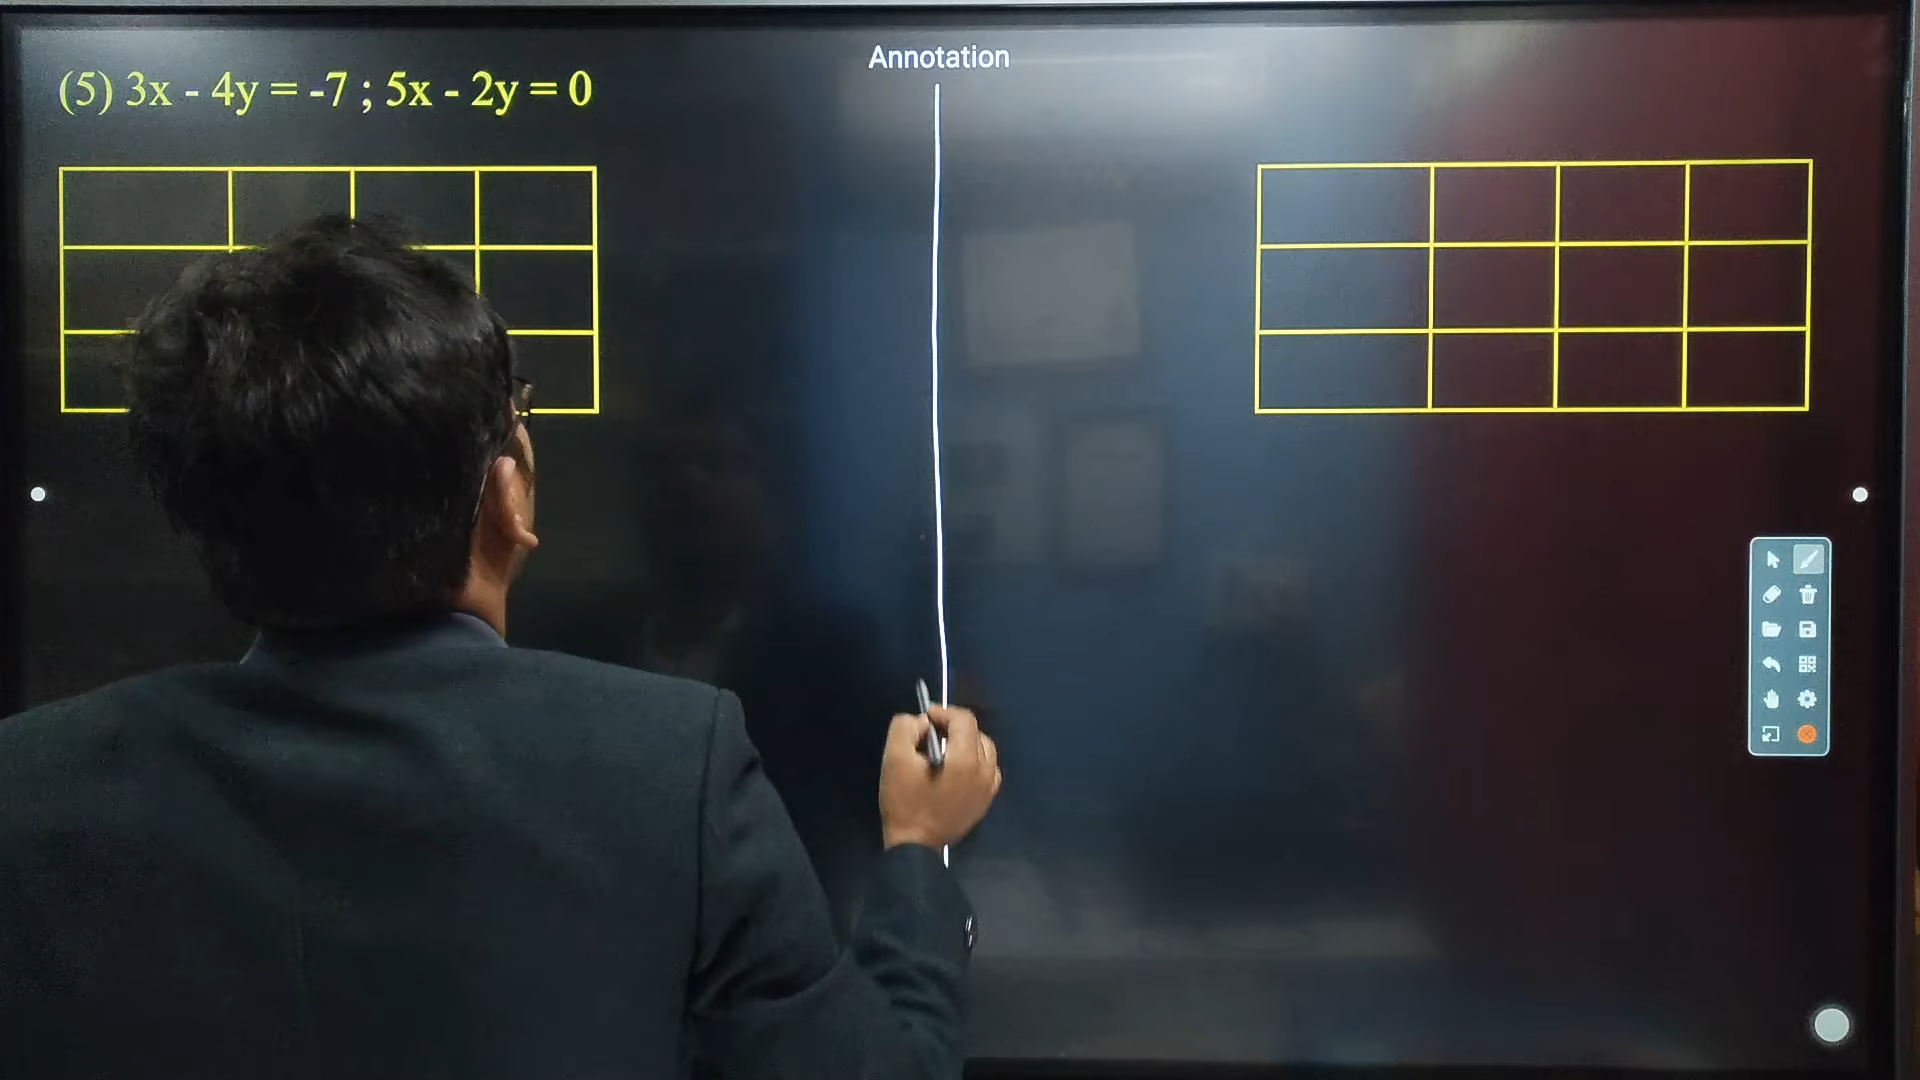 Annotation
(5) 3x - 4y = -7 ; 5x - 2y = 0